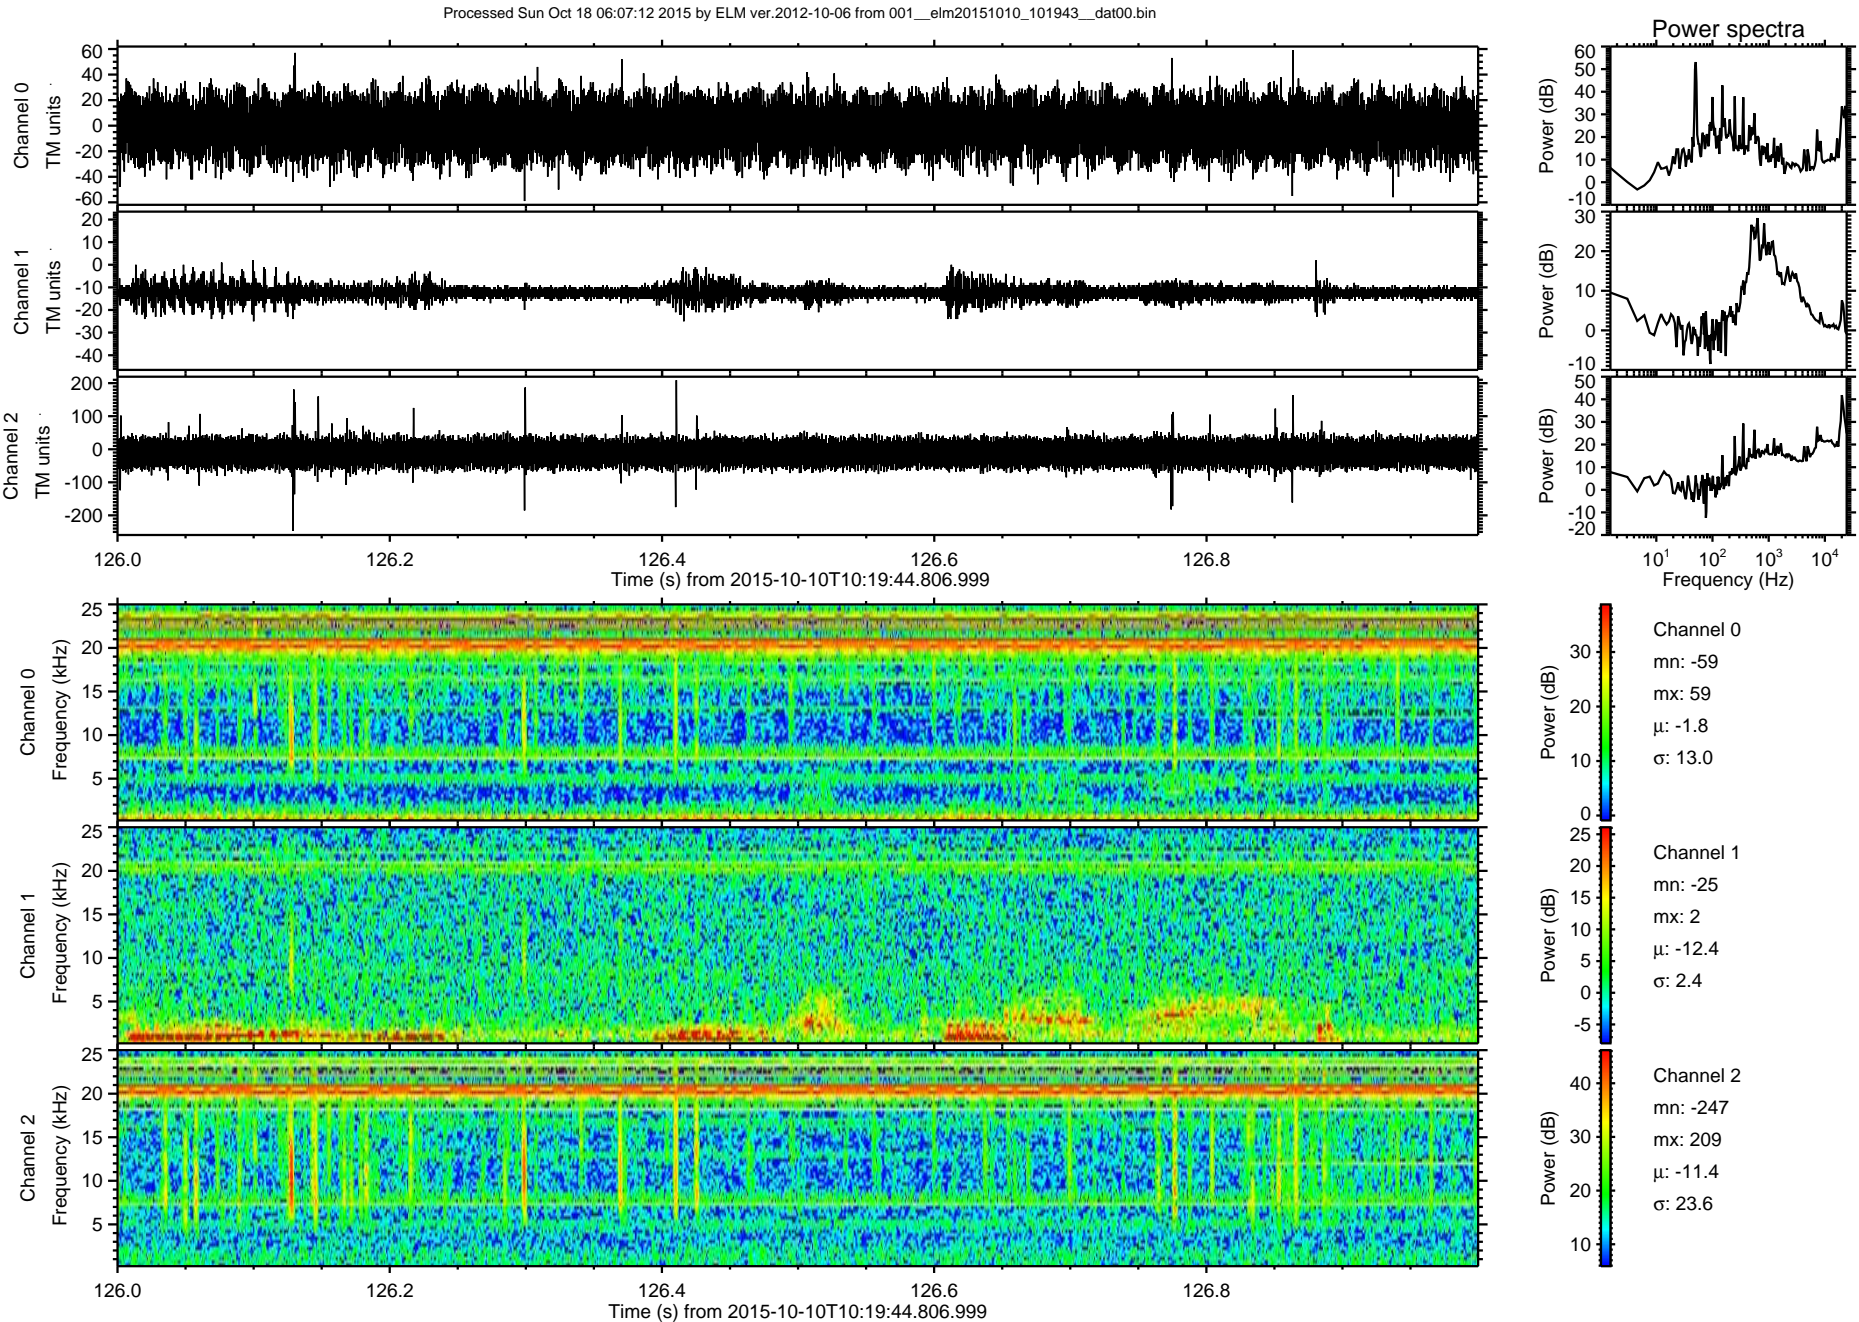 Processed Sun Oct 18 06:07:12 2015 by ELM ver.2012-10-06 from 001__elm20151010_101943__dat00.bin
Power spectra
Channel 0
TM units
60
40
20
0
-20
-40
-60
Power (dB)
60
50
40
30
20
10
0
-10
Channel 1
TM units
20
10
0
-10
-20
-30
-40
Power (dB)
30
20
10
0
-10
Channel 2
TM units
200
100
0
-100
-200
Power (dB)
50
40
30
20
10
0
-10
-20
126.0 126.2 126.4 126.6 126.8
Time (s) from 2015-10-10T10:19:44.806.999
10¹ 10² 10³ 10⁴
Frequency (Hz)
Channel 0
Frequency (kHz)
25
20
15
10
5
Power (dB)
30
20
10
0
Channel 0
mn: -59
mx: 59
μ: -1.8
σ: 13.0
Channel 1
Frequency (kHz)
25
20
15
10
5
Power (dB)
25
20
15
10
5
0
-5
Channel 1
mn: -25
mx: 2
μ: -12.4
σ: 2.4
Channel 2
Frequency (kHz)
25
20
15
10
5
Power (dB)
40
30
20
10
Channel 2
mn: -247
mx: 209
μ: -11.4
σ: 23.6
126.0 126.2 126.4 126.6 126.8
Time (s) from 2015-10-10T10:19:44.806.999